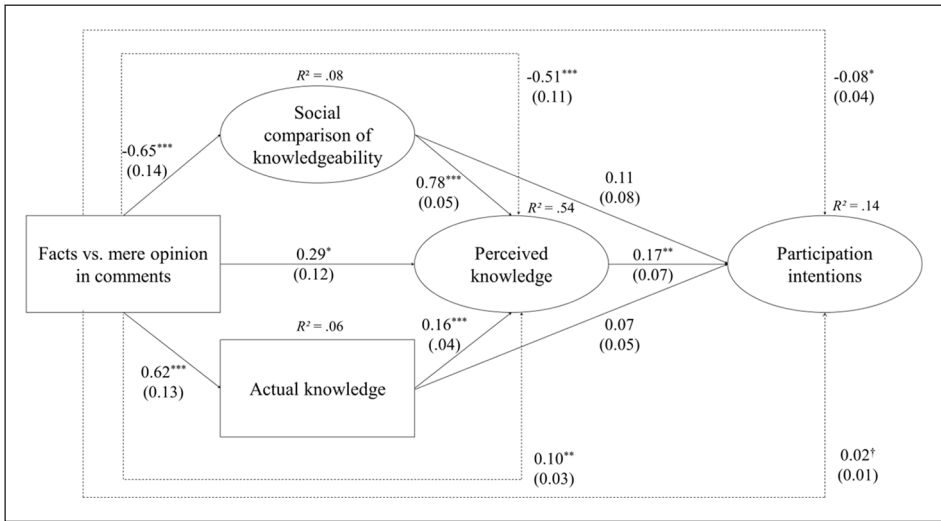 R² = .08
Social
comparison of
knowledgeability
-0.51***
(0.11)
-0.08*
(0.04)
-0.65***
(0.14)
0.78***
(0.05)
0.11
(0.08)
R² = .54
R² = .14
Facts vs. mere opinion
in comments
0.29*
(0.12)
Perceived
knowledge
0.17**
(0.07)
Participation
intentions
R² = .06
0.62***
(0.13)
Actual knowledge
0.16***
(.04)
0.07
(0.05)
0.10**
(0.03)
0.02†
(0.01)